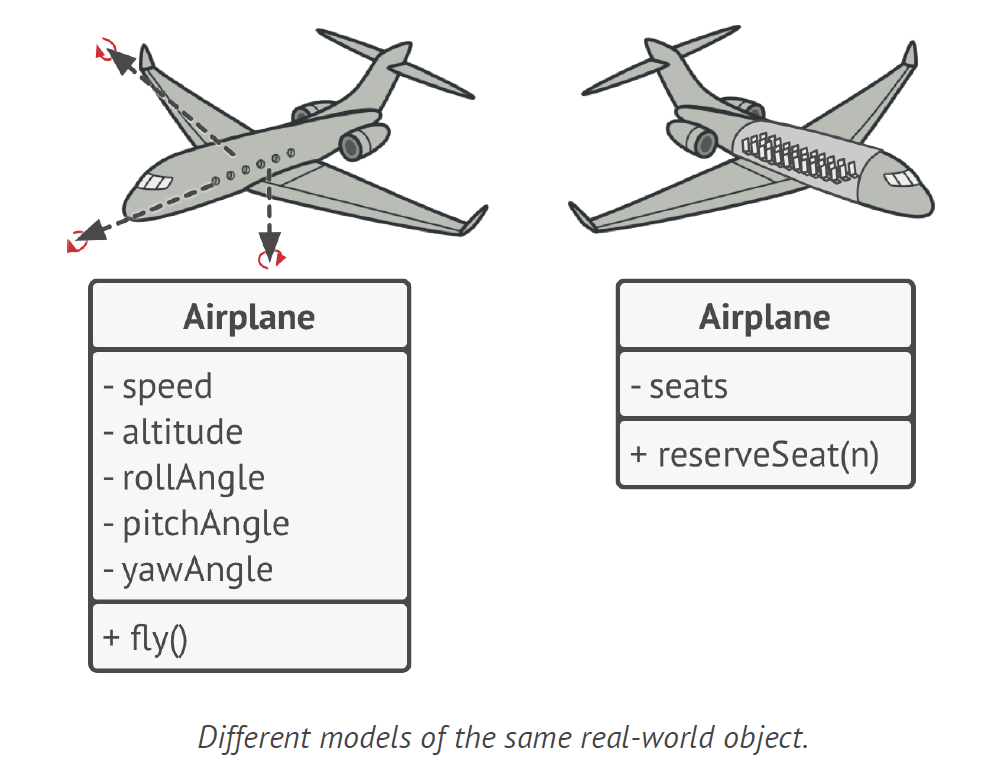 Airplane
- speed
- altitude
- rollAngle
- pitchAngle
- yawAngle
+ fly()
Airplane
- seats
+ reserveSeat(n)
Different models of the same real-world object.